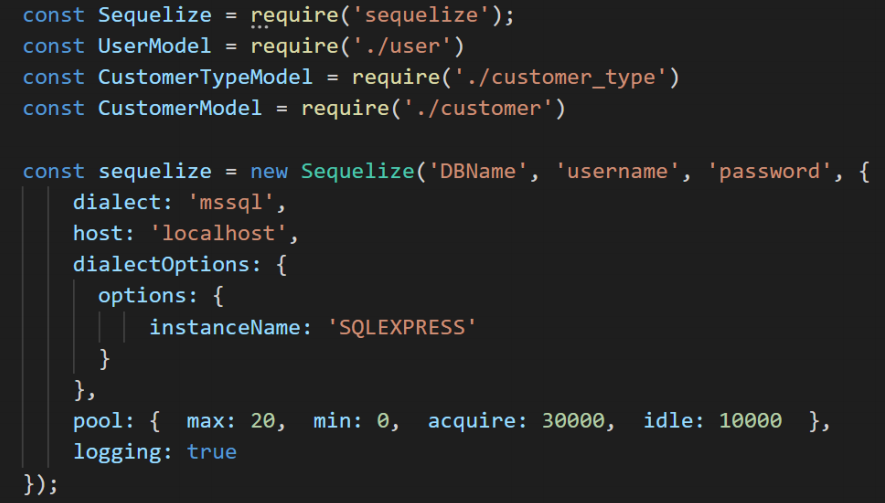 const Sequelize = require('sequelize');
const UserModel = require('./user')
const CustomerTypeModel = require('./customer_type')
const CustomerModel = require('./customer')
const sequelize = new Sequelize('DBName', 'username', 'password', {
dialect: 'mssql',
host: 'localhost',
dialectOptions: {
options: {
instanceName: 'SQLEXPRESS'
}
},
pool: {  max: 20,  min: 0,  acquire: 30000,  idle: 10000  },
logging: true
});